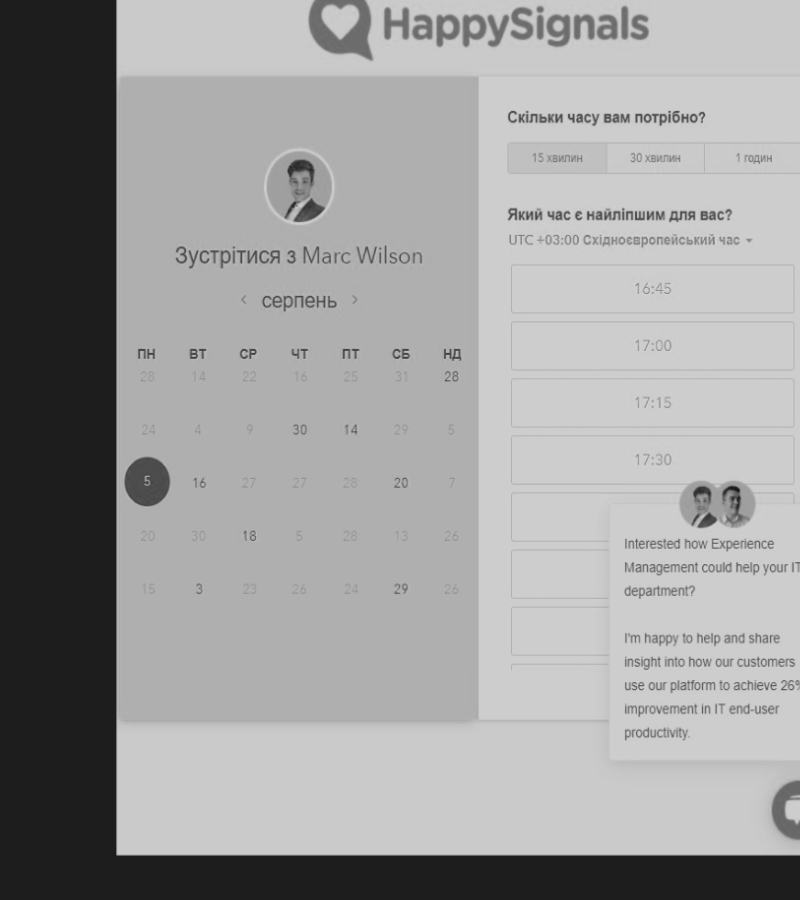 HappySignals
Зустрітися з Marc Wilson
серпень
ПН ВТ СР ЧТ ПТ СБ НД
28 14 22 16 25 31 28
24 4 9 30 14 29 5
5 16 27 27 28 20 7
20 30 18 5 28 13 26
15 3 23 26 24 29 26
Скільки часу вам потрібно?
15 хвилин 30 хвилин 1 годин
Який час є найліпшим для вас?
UTC +03:00 Східноєвропейський час
16:45
17:00
17:15
17:30
Interested how Experience
Management could help your IT
department?
I'm happy to help and share
insight into how our customers
use our platform to achieve 26%
improvement in IT end-user
productivity.